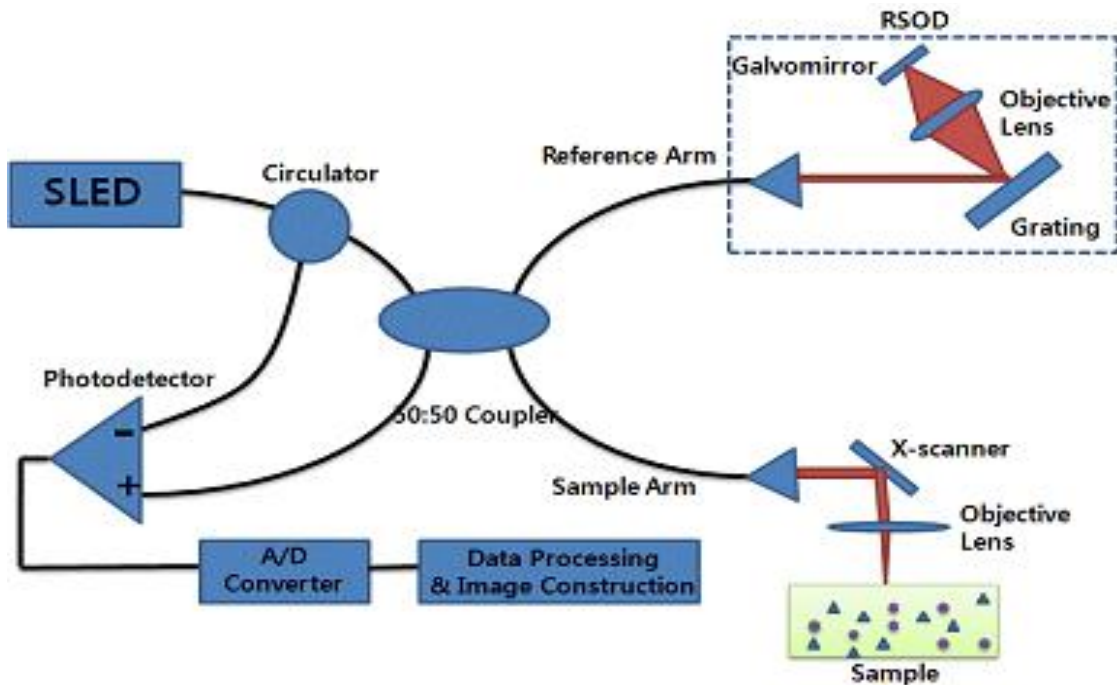 RSOD
Galvomirror
Objective
Lens
Reference Arm
Grating
SLED
Circulator
Photodetector
−
+
50:50 Coupler
Sample Arm
X-scanner
Objective
Lens
A/D
Converter
Data Processing
& Image Construction
Sample